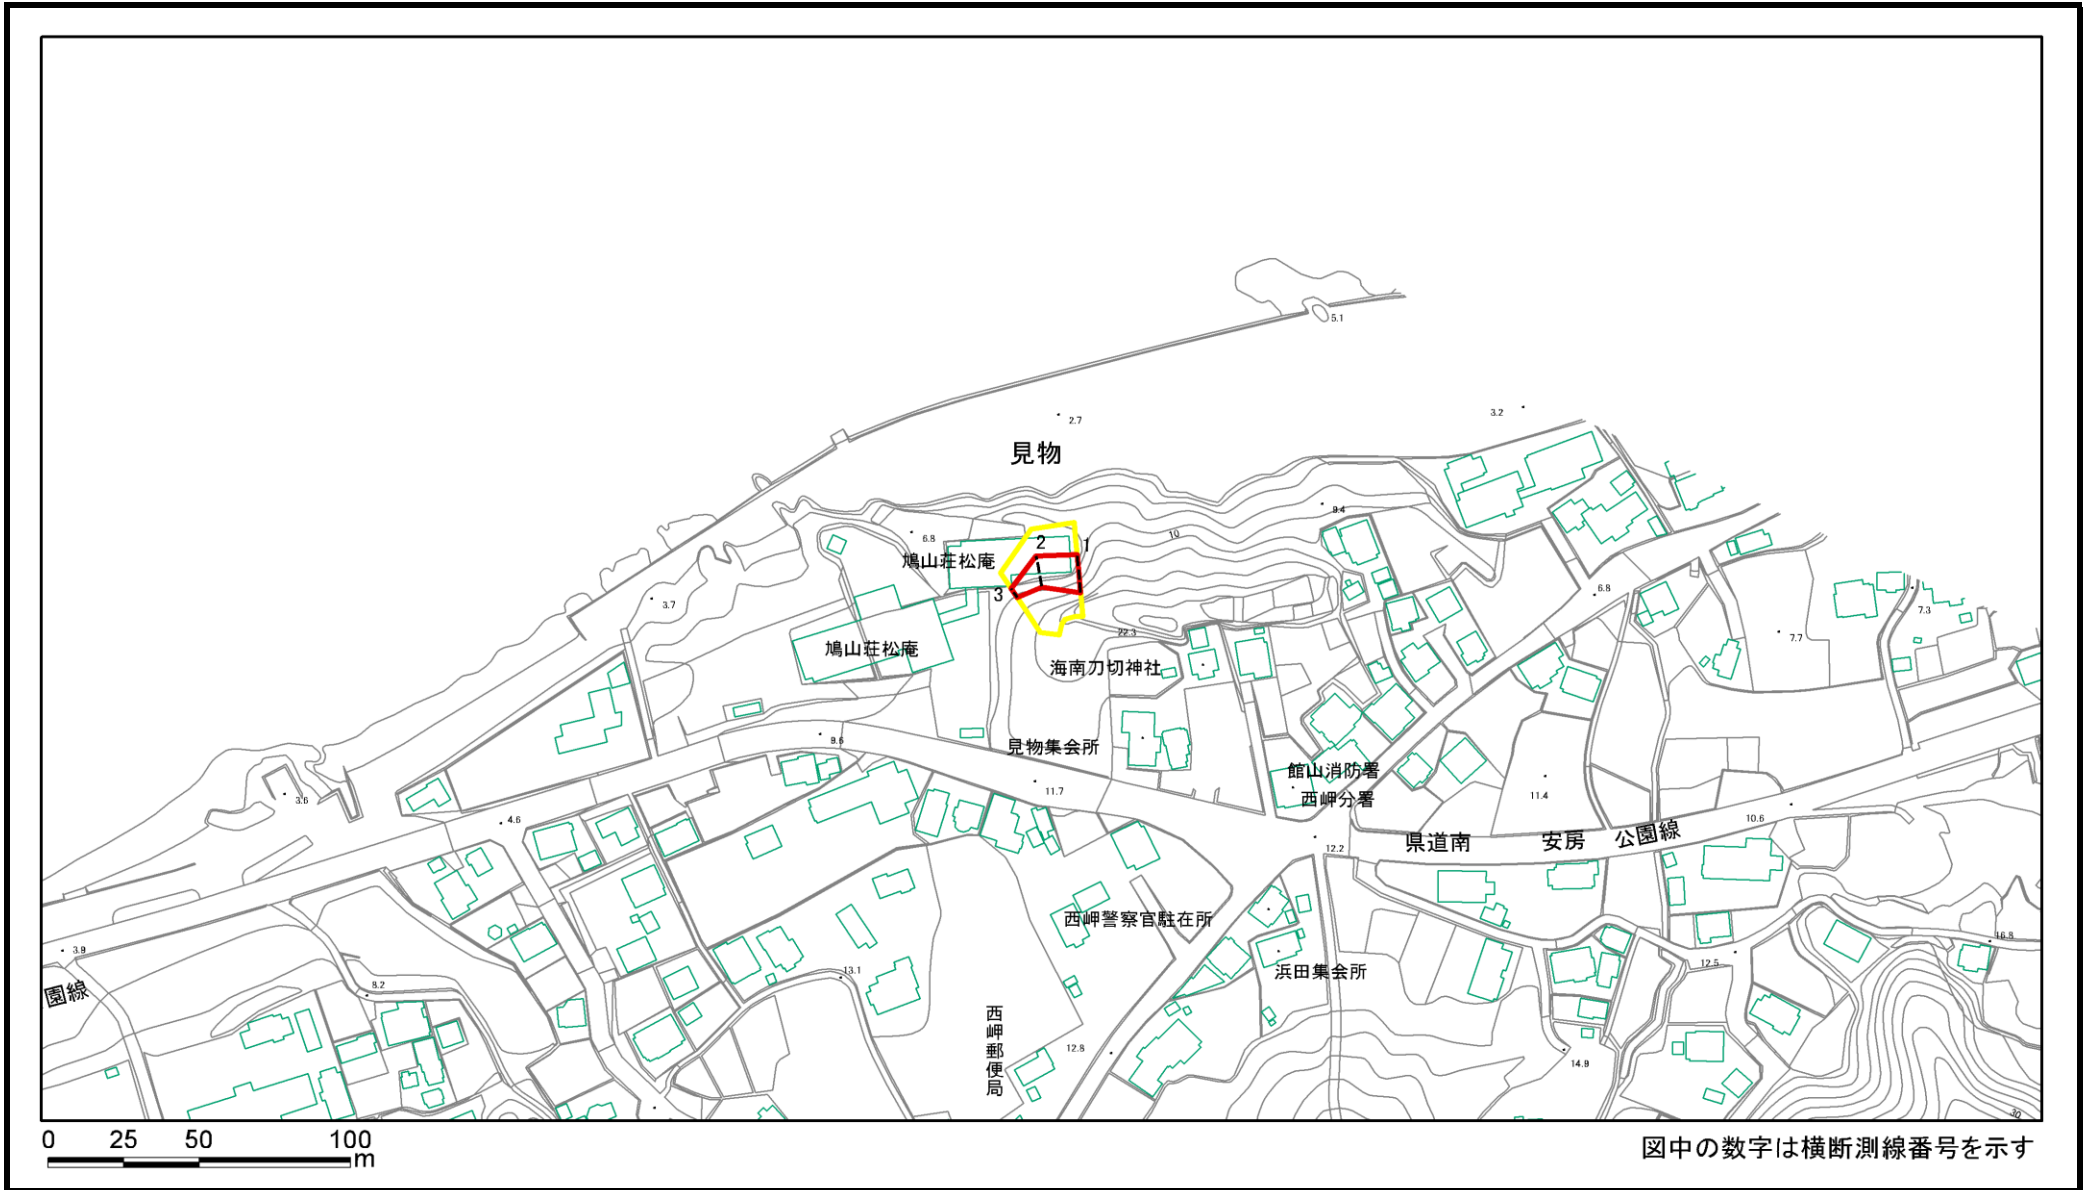 5.1
2.7
3.2
見物
9.4
10
6.8
2
1
鳩山荘松庵
3
3.7
6.8
7.3
22.3
7.7
鳩山荘松庵
海南刀切神社
9.6
見物集会所
館山消防署
西岬分署
11.7
11.4
3.6
4.6
10.6
県道南 安房 公園線
12.2
西岬警察官駐在所
16.8
3.9
12.5
浜田集会所
13.1
8.2
園線
西岬郵便局
12.8
14.9
30
0 25 50 100
m
図中の数字は横断測線番号を示す